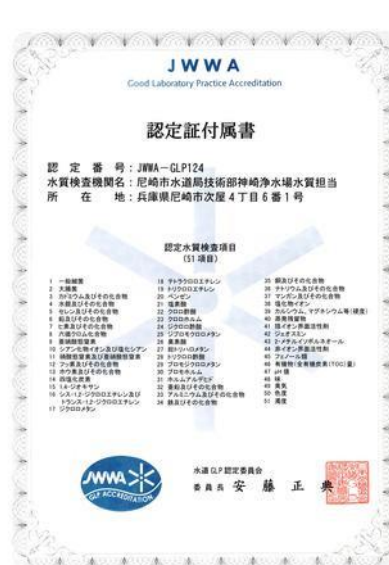 JWWA
Good Laboratory Practice Accreditation
認定証付属書
認定番号：JWWA－GLP124
水質検査機関名：尼崎市水道局技術部神崎浄水場水質担当
所在地：兵庫県尼崎市次屋4丁目6番1号
認定水質検査項目
(51項目)
1 一般細菌
2 大腸菌
3 カドミウム及びその化合物
4 水銀及びその化合物
5 セレン及びその化合物
6 鉛及びその化合物
7 ヒ素及びその化合物
8 六価クロム化合物
9 亜硝酸態窒素
10 シアン化物イオン及び塩化シアン
11 硝酸態窒素及び亜硝酸態窒素
12 フッ素及びその化合物
13 ホウ素及びその化合物
14 四塩化炭素
15 1,4-ジオキサン
16 シス-1,2-ジクロロエチレン及び
トランス-1,2-ジクロロエチレン
17 ジクロロメタン
18 テトラクロロエチレン
19 トリクロロエチレン
20 ベンゼン
21 塩素酸
22 クロロ酢酸
23 クロロホルム
24 ジクロロ酢酸
25 ジブロモクロロメタン
26 臭素酸
27 総トリハロメタン
28 トリクロロ酢酸
29 ブロモジクロロメタン
30 ブロモホルム
31 ホルムアルデヒド
32 亜鉛及びその化合物
33 アルミニウム及びその化合物
34 鉄及びその化合物
35 銅及びその化合物
36 ナトリウム及びその化合物
37 マンガン及びその化合物
38 塩化物イオン
39 カルシウム、マグネシウム等(硬度)
40 蒸発残留物
41 陰イオン界面活性剤
42 ジェオスミン
43 2-メチルイソボルネオール
44 非イオン界面活性剤
45 フェノール類
46 有機物(全有機炭素(TOC)量)
47 pH値
48 味
49 臭気
50 色度
51 濁度
JWWA
GLP ACCREDITATION
水道GLP認定委員会
委員長 安藤正典